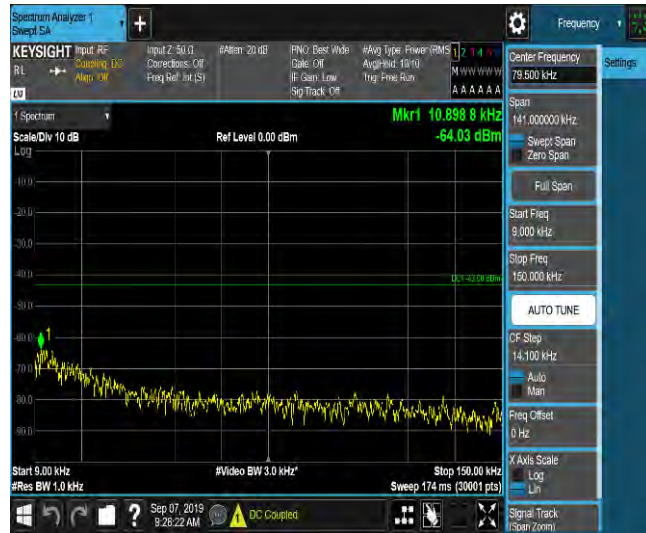 Spectrum Analyzer 1
Swept SA
Frequency
KEYSIGHT
Input: RF
Coupling: DC
Align: Off
Input Z: 50 Ω
Corrections: Off
Freq Ref: Int (S)
#Atten: 20 dB
PNO: Best Wide
Gate: Off
IF Gain: Low
Sig Track: Off
#Avg Type: Power (RMS
Avg|Hold: 10/10
Trig: Free Run
1 2 3 4 5 6
M W W W W W
A A A A A A
RL
LXI
1 Spectrum
Scale/Div 10 dB
Log
Ref Level 0.00 dBm
Mkr1 10.898 8 kHz
-64.03 dBm
-10.0
-20.0
-30.0
-40.0
DL1 -43.00 dBm
-50.0
-60.0
1
-70.0
-80.0
-90.0
Start 9.00 kHz
#Video BW 3.0 kHz*
Stop 150.00 kHz
#Res BW 1.0 kHz
Sweep 174 ms (30001 pts)
?
Sep 07, 2019
9:26:22 AM
DC Coupled
Settings
Center Frequency
79.500 kHz
Span
141.000000 kHz
Swept Span
Zero Span
Full Span
Start Freq
9.000 kHz
Stop Freq
150.000 kHz
AUTO TUNE
CF Step
14.100 kHz
Auto
Man
Freq Offset
0 Hz
X Axis Scale
Log
Lin
Signal Track
(Span Zoom)